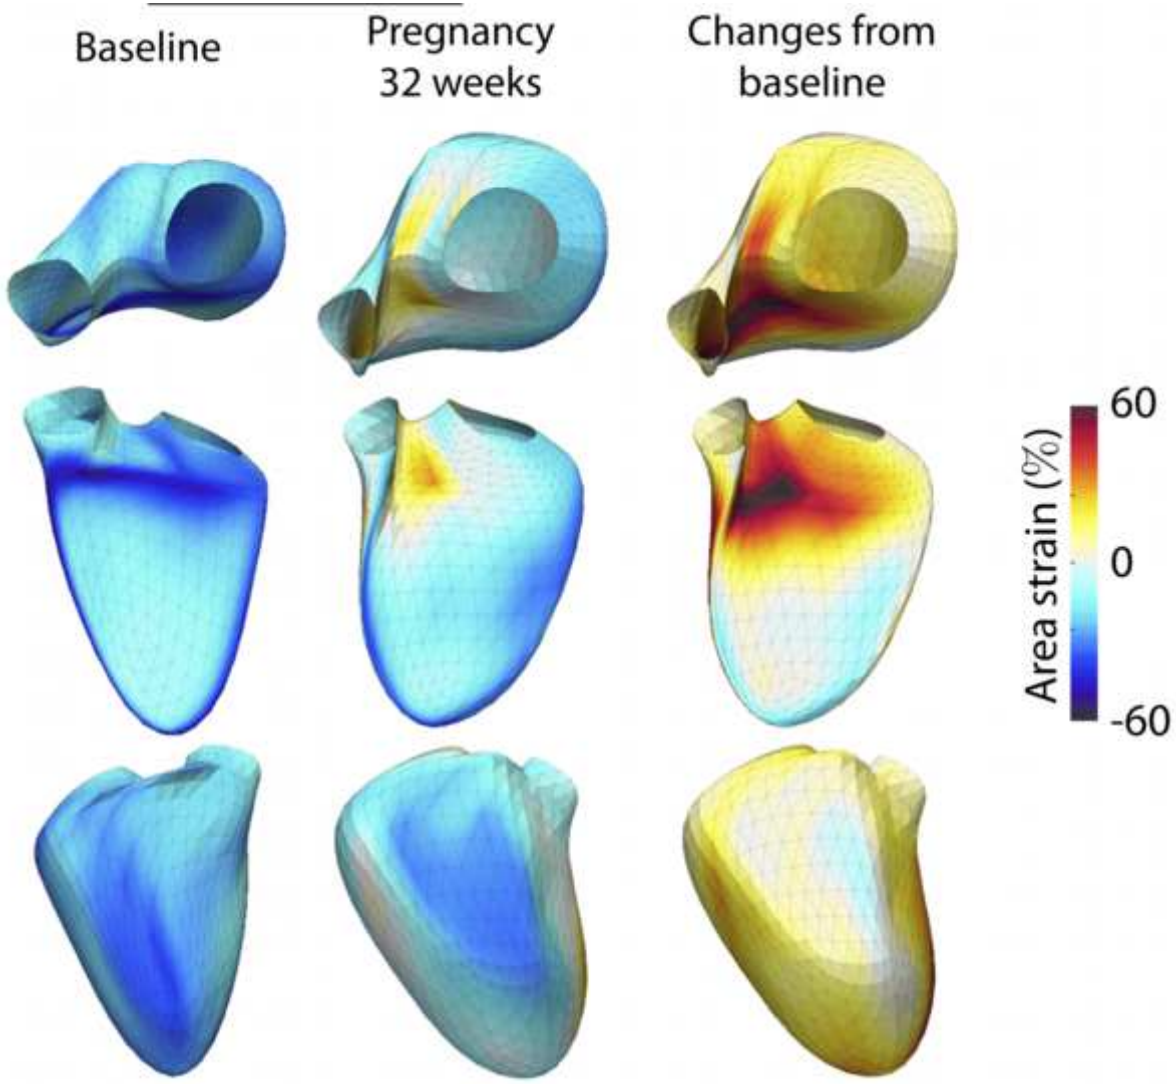 Baseline
Pregnancy
32 weeks
Changes from
baseline
Area strain (%)
60
0
-60